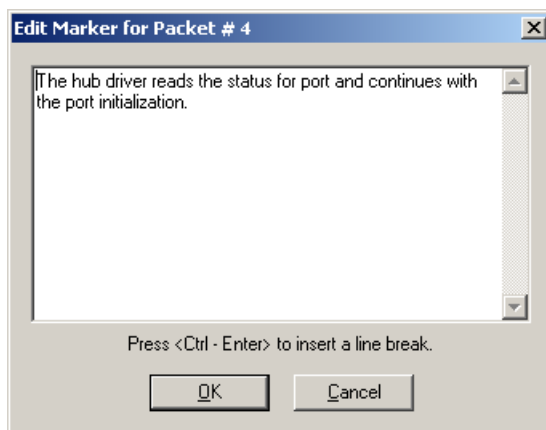 Edit Marker for Packet # 4
The hub driver reads the status for port and continues with
the port initialization.
Press <Ctrl - Enter> to insert a line break.
OK
Cancel